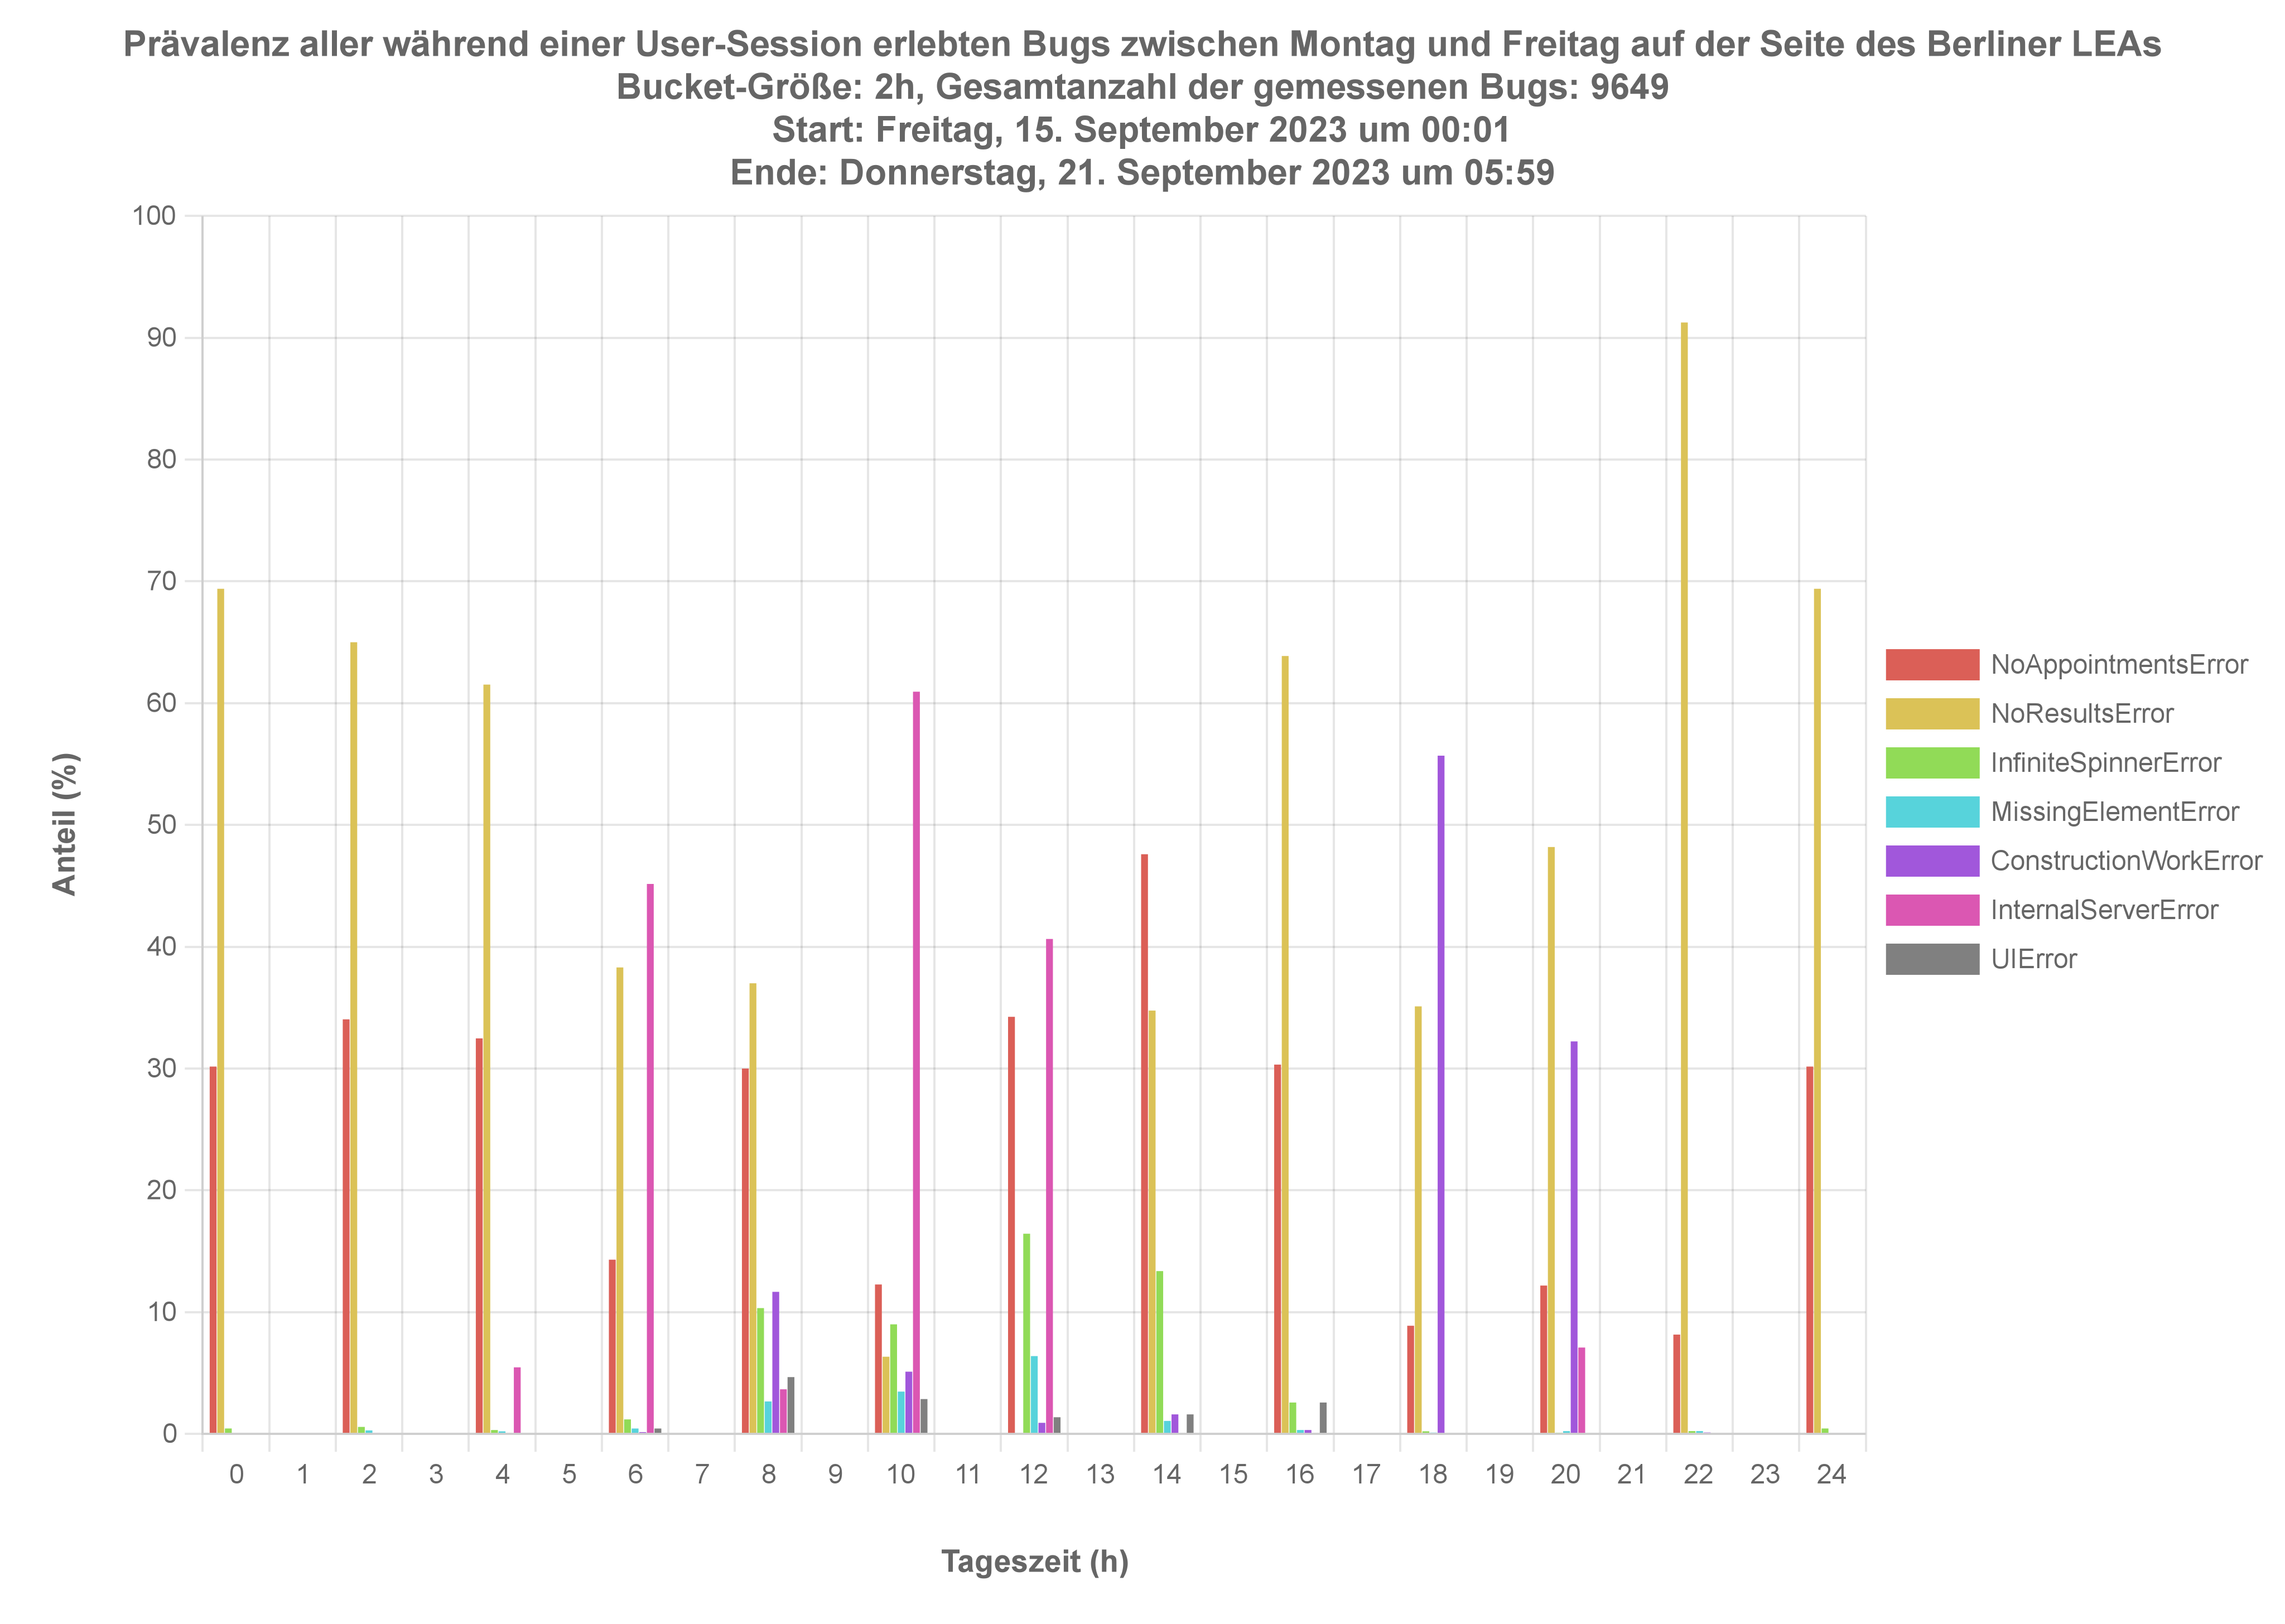 Prävalenz aller während einer User-Session erlebten Bugs zwischen Montag und Freitag auf der Seite des Berliner LEAs
Bucket-Größe: 2h, Gesamtanzahl der gemessenen Bugs: 9649
Start: Freitag, 15. September 2023 um 00:01
Ende: Donnerstag, 21. September 2023 um 05:59
100
90
80
70
60
50
40
30
20
10
0
Anteil (%)
0 1 2 3 4 5 6 7 8 9 10 11 12 13 14 15 16 17 18 19 20 21 22 23 24
Tageszeit (h)
NoAppointmentsError
NoResultsError
InfiniteSpinnerError
MissingElementError
ConstructionWorkError
InternalServerError
UIError